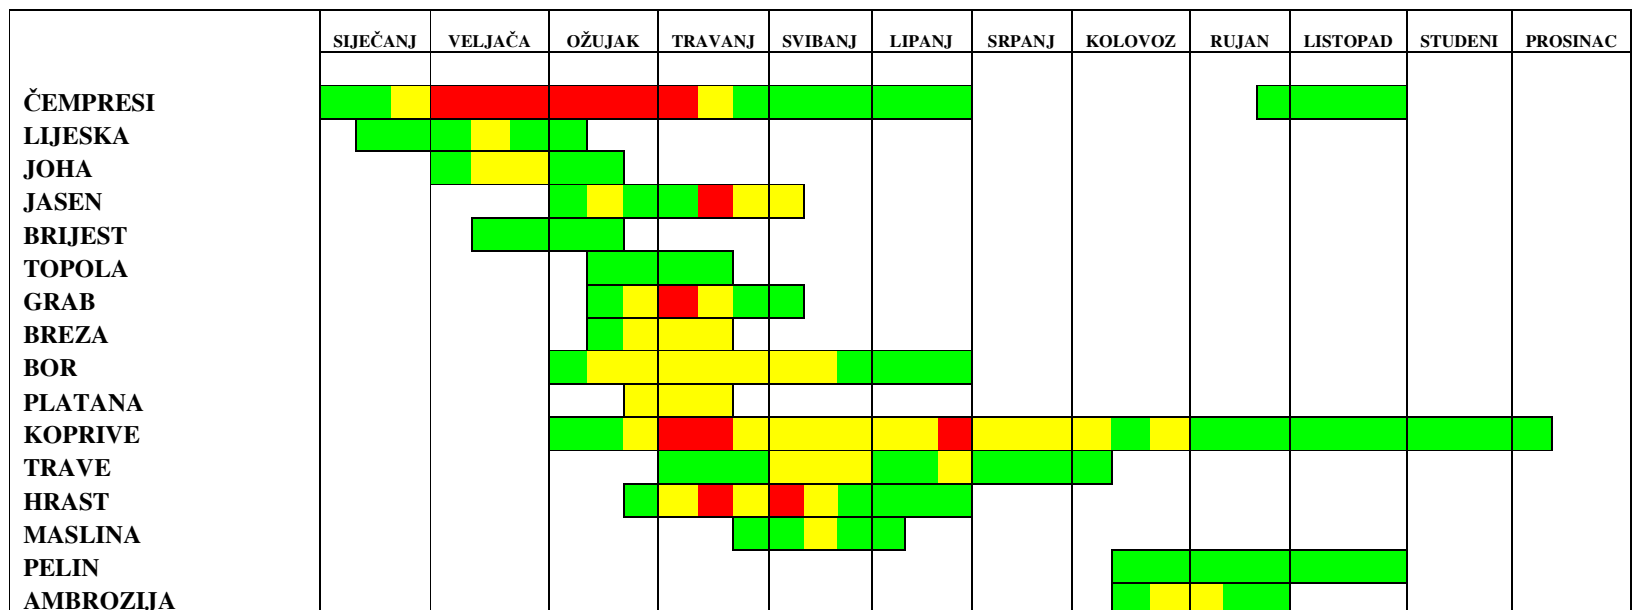 SIJEČANJ VELJAČA OŽUJAK TRAVANJ SVIBANJ LIPANJ SRPANJ KOLOVOZ RUJAN LISTOPAD STUDENI PROSINAC
ČEMPRESI
LIJESKA
JOHA
JASEN
BRIJEST
TOPOLA
GRAB
BREZA
BOR
PLATANA
KOPRIVE
TRAVE
HRAST
MASLINA
PELIN
AMBROZIJA